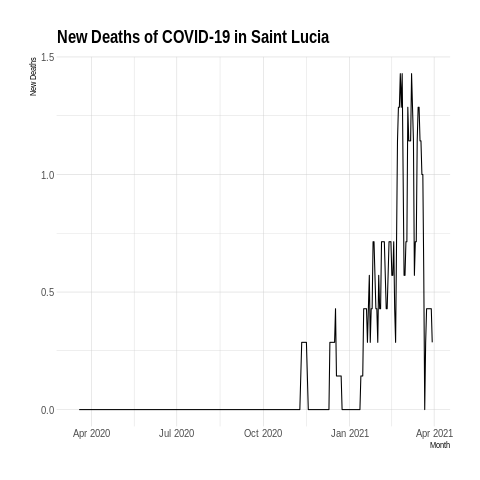 New Deaths of COVID-19 in Saint Lucia
New Deaths
1.5
1.0
0.5
0.0
Apr 2020 Jul 2020 Oct 2020 Jan 2021 Apr 2021
Month